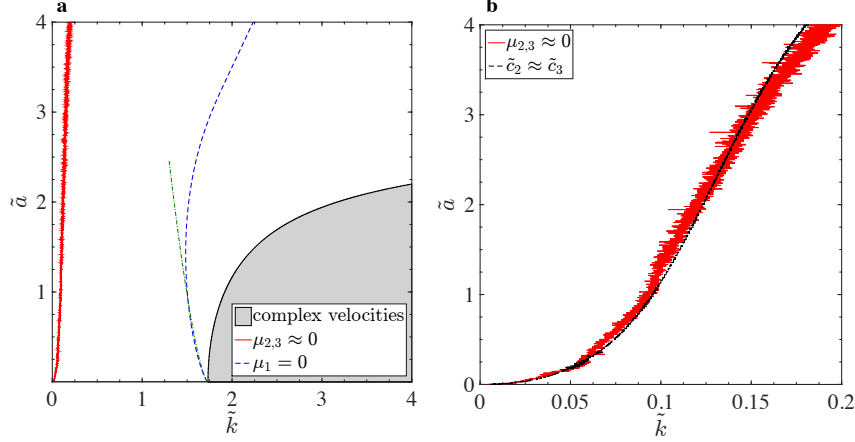 a
4
3
2
1
0
1
2
3
4
ã
k̃
complex velocities
μ₂,₃ ≈ 0
μ₁ = 0
b
4
3
2
1
0
0
0.05
0.1
0.15
0.2
ã
k̃
μ₂,₃ ≈ 0
c̃₂ ≈ c̃₃